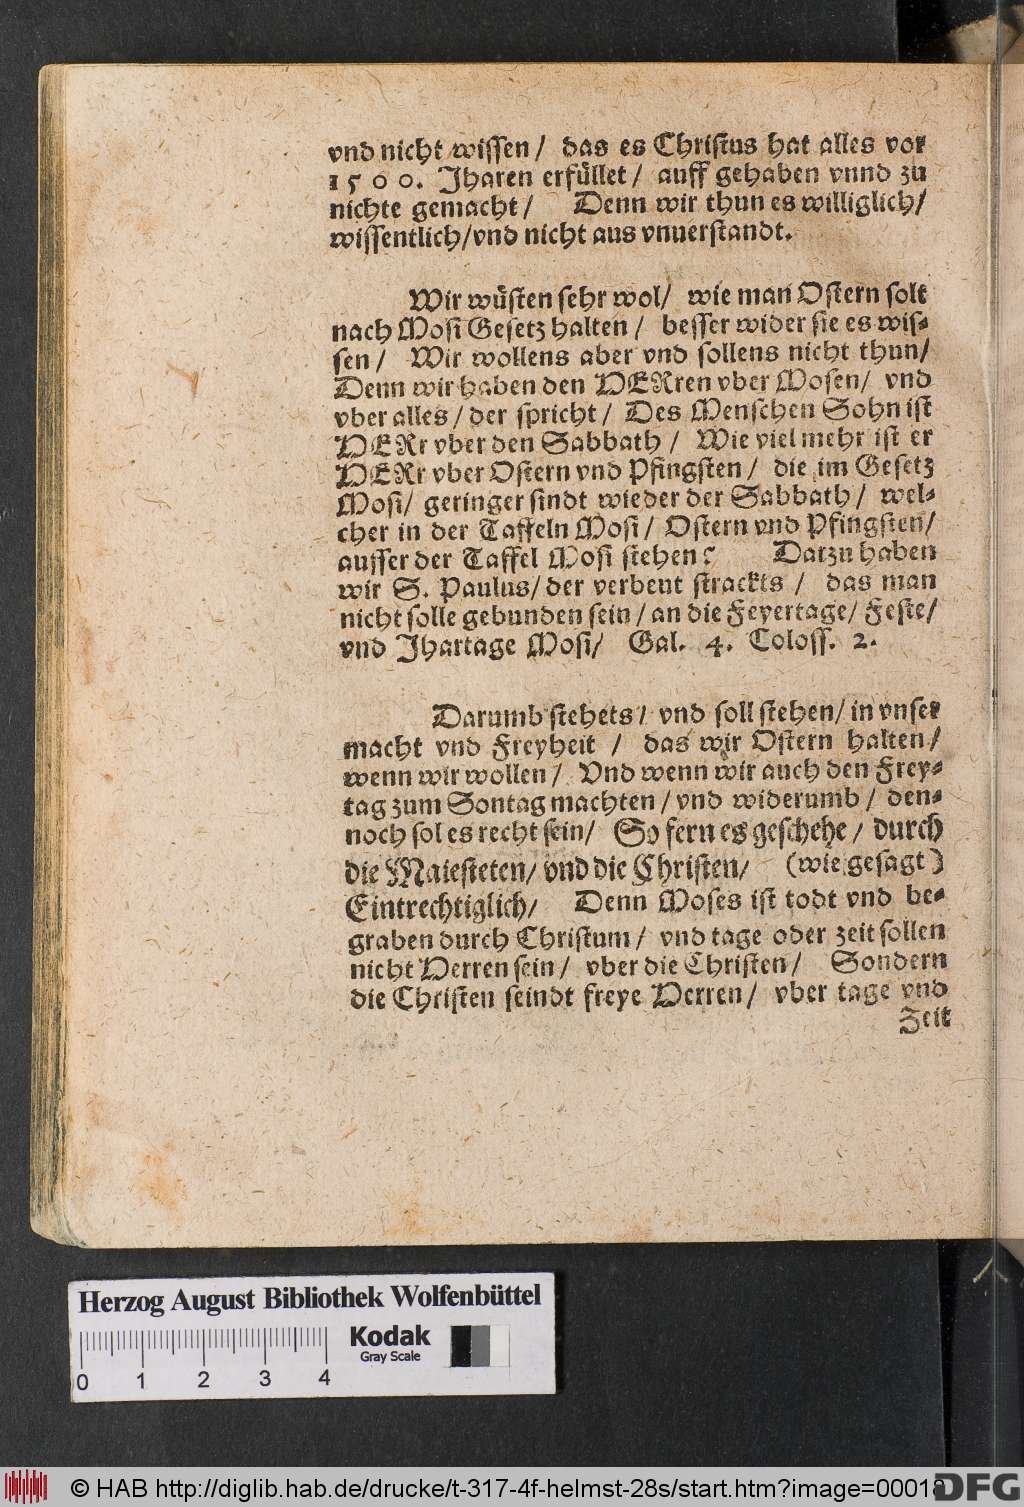 vnd nicht wissen / das es Christus hat alles vor
1500. Jharen erfüllet / auff gehaben vnnd zu
nichte gemacht / Denn wir thun es williglich /
wissentlich / vnd nicht aus vnuerstandt.
Wir wüsten sehr wol / wie man Ostern solt
nach Mosi Gesetz halten / besser wider sie es wis=
sen / Wir wollens aber vnd sollens nicht thun /
Denn wir haben den HERren vber Mosen / vnd
vber alles / der spricht / Des Menschen Sohn ist
HERr vber den Sabbath / Wie viel mehr ist er
HERr vber Ostern vnd Pfingsten / die im Gesetz
Mosi / geringer sindt wieder der Sabbath / wel=
cher in der Taffeln Mosi / Ostern vnd Pfingsten /
ausser der Taffel Mosi stehen? Darzu haben
wir S. Paulus / der verbeut strackts / das man
nicht solle gebunden sein / an die Feyertage / Feste /
vnd Jhartage Mosi / Gal. 4. Coloss. 2.
Darumb stehets / vnd soll stehen / in vnser
macht vnd Freyheit / das wir Ostern halten /
wenn wir wollen / Vnd wenn wir auch den Frey=
tag zum Sontag machten / vnd widerumb / den=
noch sol es recht sein / So fern es geschehe / durch
die Maiesteten / vnd die Christen / (wie gesagt)
Eintrechtiglich / Denn Moses ist todt vnd be=
graben durch Christum / vnd tage oder zeit sollen
nicht Herren sein / vber die Christen / Sondern
die Christen seindt freye Herren / vber tage vnd
Zeit
Herzog August Bibliothek Wolfenbüttel
Kodak
Gray Scale
0 1 2 3 4
© HAB http://diglib.hab.de/drucke/t-317-4f-helmst-28s/start.htm?image=00018
DFG